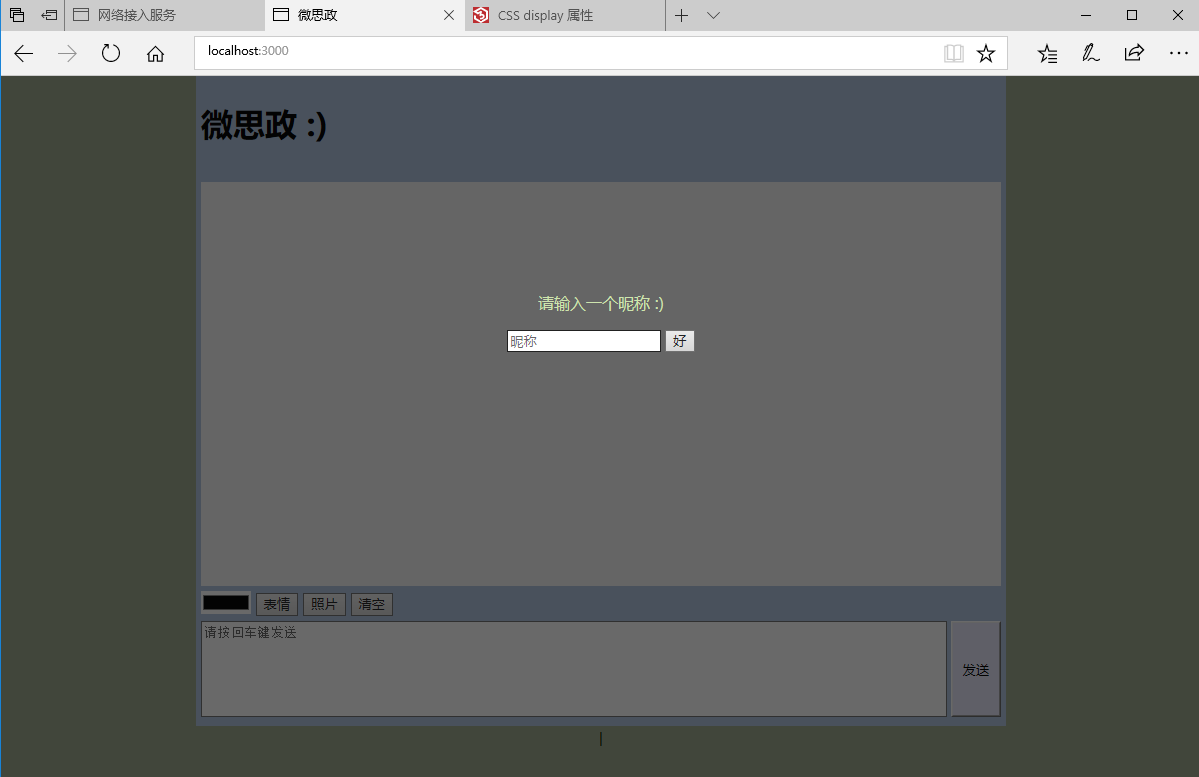 网络接入服务
微思政
CSS display 属性
localhost:3000
微思政 :)
请输入一个昵称 :)
昵称
好
表情
照片
清空
请按回车键发送
发送
|